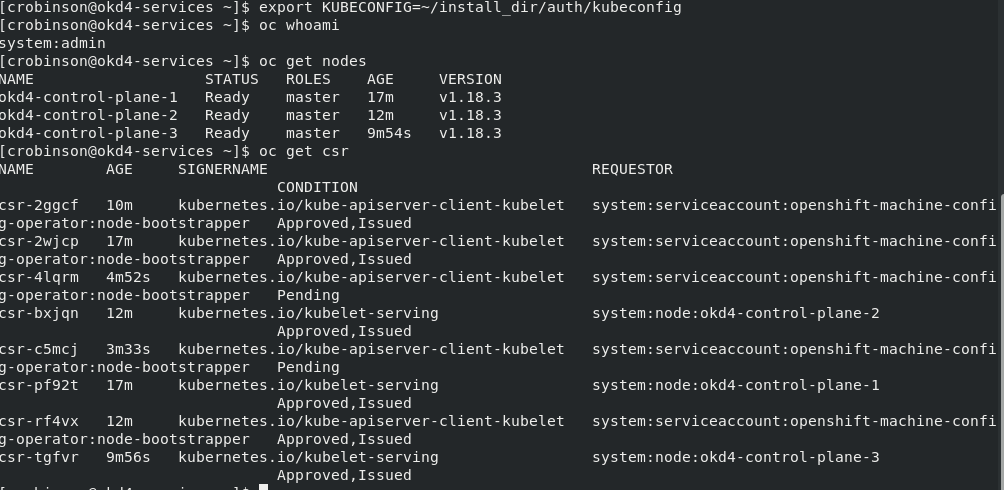 [crobinson@okd4-services ~]$ export KUBECONFIG=~/install_dir/auth/kubeconfig
[crobinson@okd4-services ~]$ oc whoami
system:admin
[crobinson@okd4-services ~]$ oc get nodes
NAME                   STATUS   ROLES    AGE     VERSION
okd4-control-plane-1   Ready    master   17m     v1.18.3
okd4-control-plane-2   Ready    master   12m     v1.18.3
okd4-control-plane-3   Ready    master   9m54s   v1.18.3
[crobinson@okd4-services ~]$ oc get csr
NAME        AGE     SIGNERNAME                                    REQUESTOR
                               CONDITION
csr-2ggcf   10m     kubernetes.io/kube-apiserver-client-kubelet   system:serviceaccount:openshift-machine-confi
g-operator:node-bootstrapper   Approved,Issued
csr-2wjcp   17m     kubernetes.io/kube-apiserver-client-kubelet   system:serviceaccount:openshift-machine-confi
g-operator:node-bootstrapper   Approved,Issued
csr-4lqrm   4m52s   kubernetes.io/kube-apiserver-client-kubelet   system:serviceaccount:openshift-machine-confi
g-operator:node-bootstrapper   Pending
csr-bxjqn   12m     kubernetes.io/kubelet-serving                 system:node:okd4-control-plane-2
                               Approved,Issued
csr-c5mcj   3m33s   kubernetes.io/kube-apiserver-client-kubelet   system:serviceaccount:openshift-machine-confi
g-operator:node-bootstrapper   Pending
csr-pf92t   17m     kubernetes.io/kubelet-serving                 system:node:okd4-control-plane-1
                               Approved,Issued
csr-rf4vx   12m     kubernetes.io/kube-apiserver-client-kubelet   system:serviceaccount:openshift-machine-confi
g-operator:node-bootstrapper   Approved,Issued
csr-tgfvr   9m56s   kubernetes.io/kubelet-serving                 system:node:okd4-control-plane-3
                               Approved,Issued